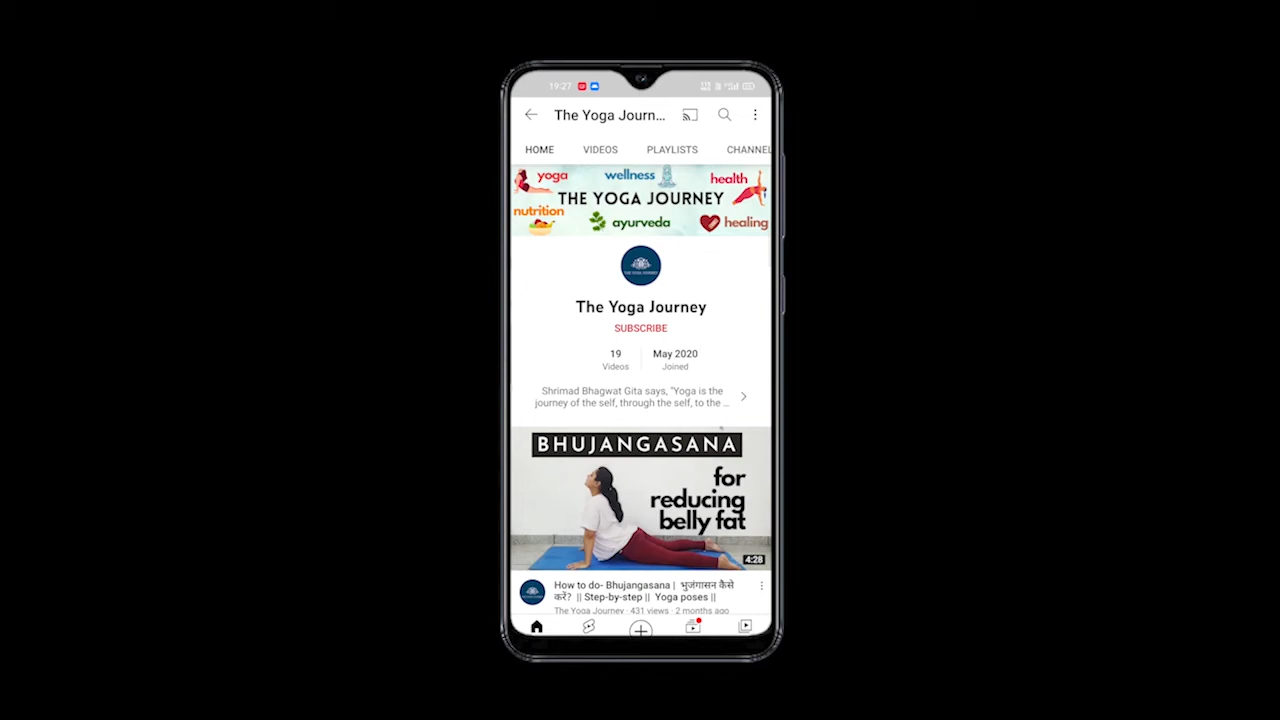 19:27
The Yoga Journ...
HOME VIDEOS PLAYLISTS CHANNEL
yoga wellness health
THE YOGA JOURNEY
nutrition ayurveda healing
The Yoga Journey
SUBSCRIBE
19 May 2020
Videos Joined
Shrimad Bhagwat Gita says, "Yoga is the
journey of the self, through the self, to the ...
BHUJANGASANA
for
reducing
belly fat
4:28
How to do- Bhujangasana | भुजंगासन कैसे
करें? || Step-by-step || Yoga poses ||
The Yoga Journey · 431 views · 2 months ago